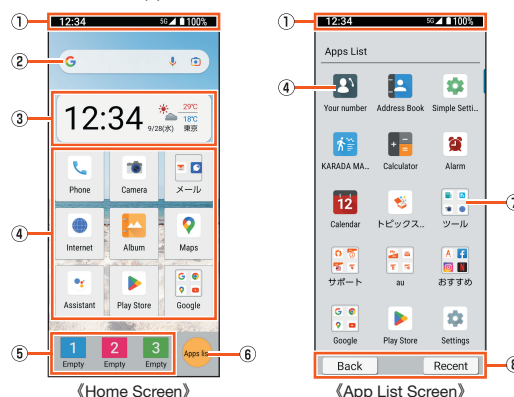 ① 12:34 5G 100%
②
③ 12:34 29℃ 18℃
9/28(水) 東京
④
Phone Camera メール
Internet Album Maps
Assistant Play Store Google
⑤ 1 2 3
Empty Empty Empty
Apps lis ⑥
《Home Screen》
① 12:34 5G 100%
Apps List
④
Your number Address Book Simple Setti...
KARADA MA... Calculator Alarm
12
Calendar トピックス... ツール ⑦
サポート au おすすめ
Google Play Store Settings
Back Recent ⑧
《App List Screen》